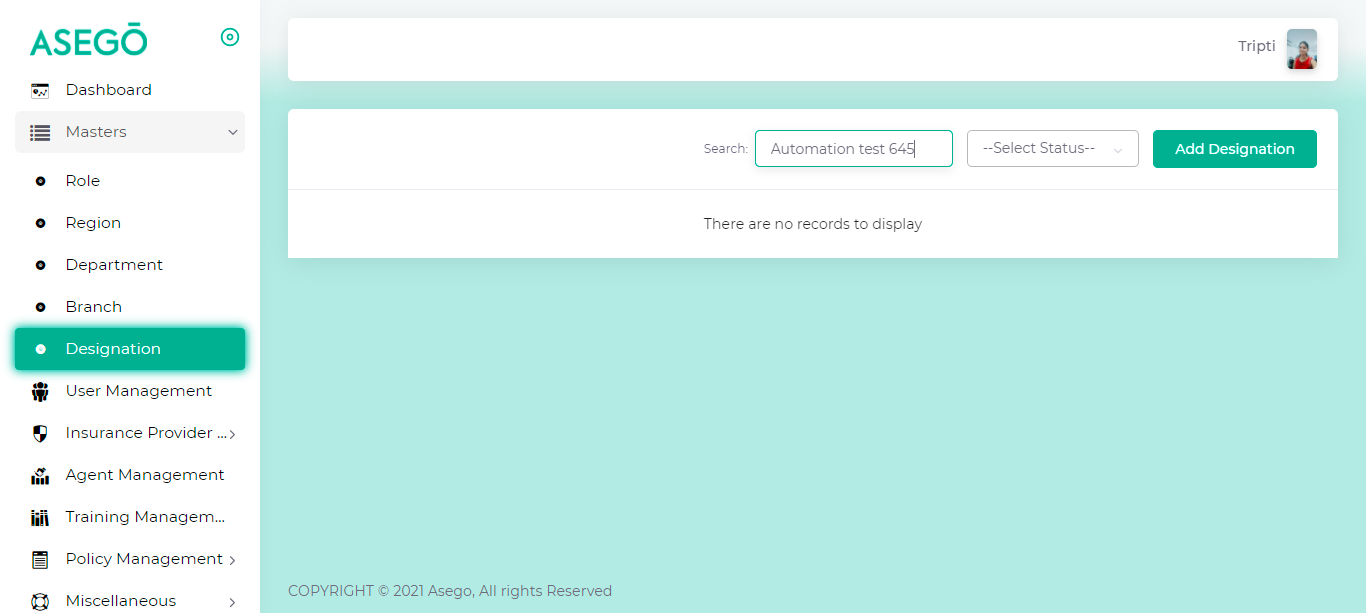 ASEGŌ
Dashboard
Masters
Role
Region
Department
Branch
Designation
User Management
Insurance Provider ...
Agent Management
Training Managem...
Policy Management
Miscellaneous
Tripti
Search: Automation test 645 --Select Status-- Add Designation
There are no records to display
COPYRIGHT © 2021 Asego, All rights Reserved